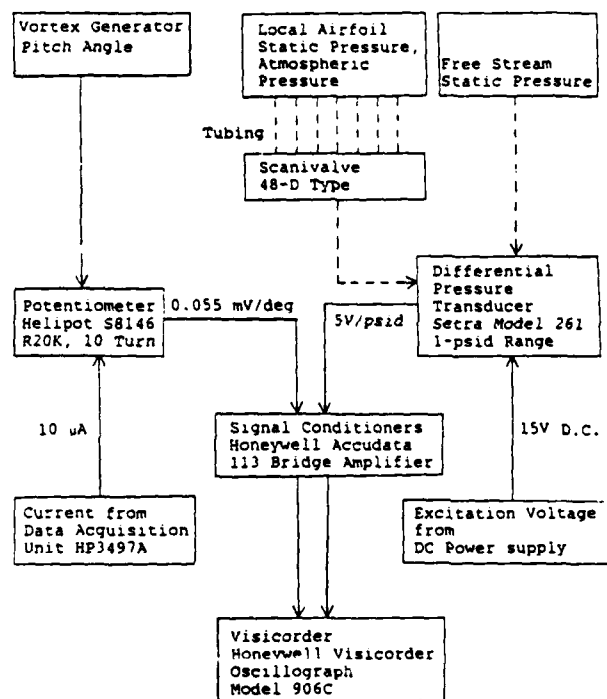 Vortex Generator
Pitch Angle
Local Airfoil
Static Pressure,
Atmospheric
Pressure
Free Stream
Static Pressure
Tubing
Scanivalve
48-D Type
Potentiometer
Helipot S8146
R20K, 10 Turn
0.055 mV/deg
5V/psid
Differential
Pressure
Transducer
Setra Model 261
1-psid Range
10 uA
Signal Conditioners
Honeywell Accudata
113 Bridge Amplifier
15V D.C.
Current from
Data Acquisition
Unit HP3497A
Excitation Voltage
from
DC Power supply
Visicorder
Honeywell Visicorder
Oscillograph
Model 906C